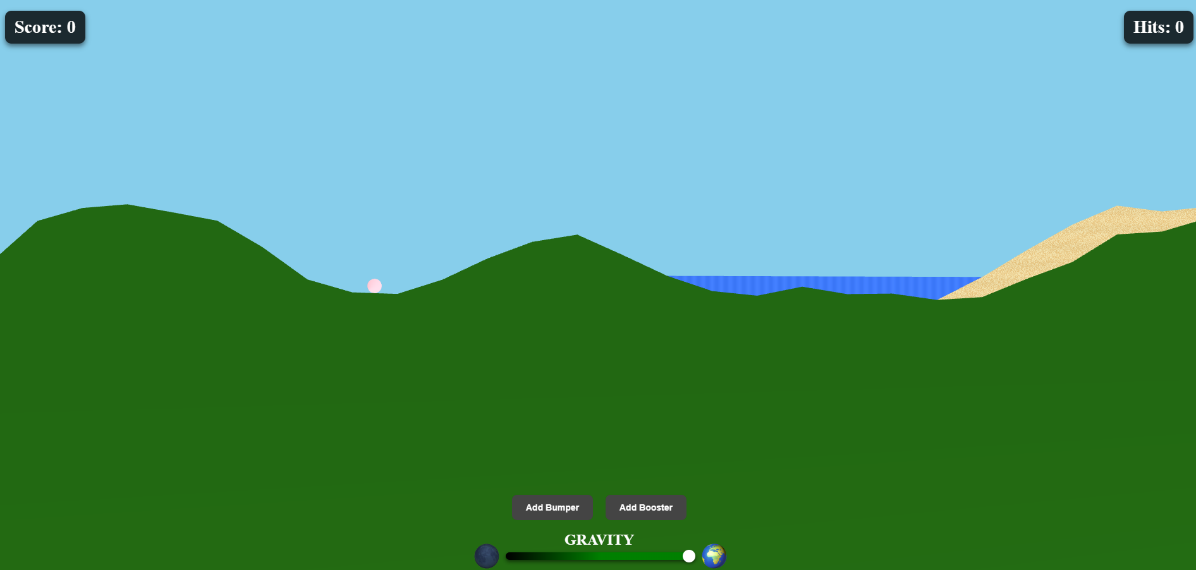 Score: 0
Hits: 0
Add Bumper
Add Booster
GRAVITY